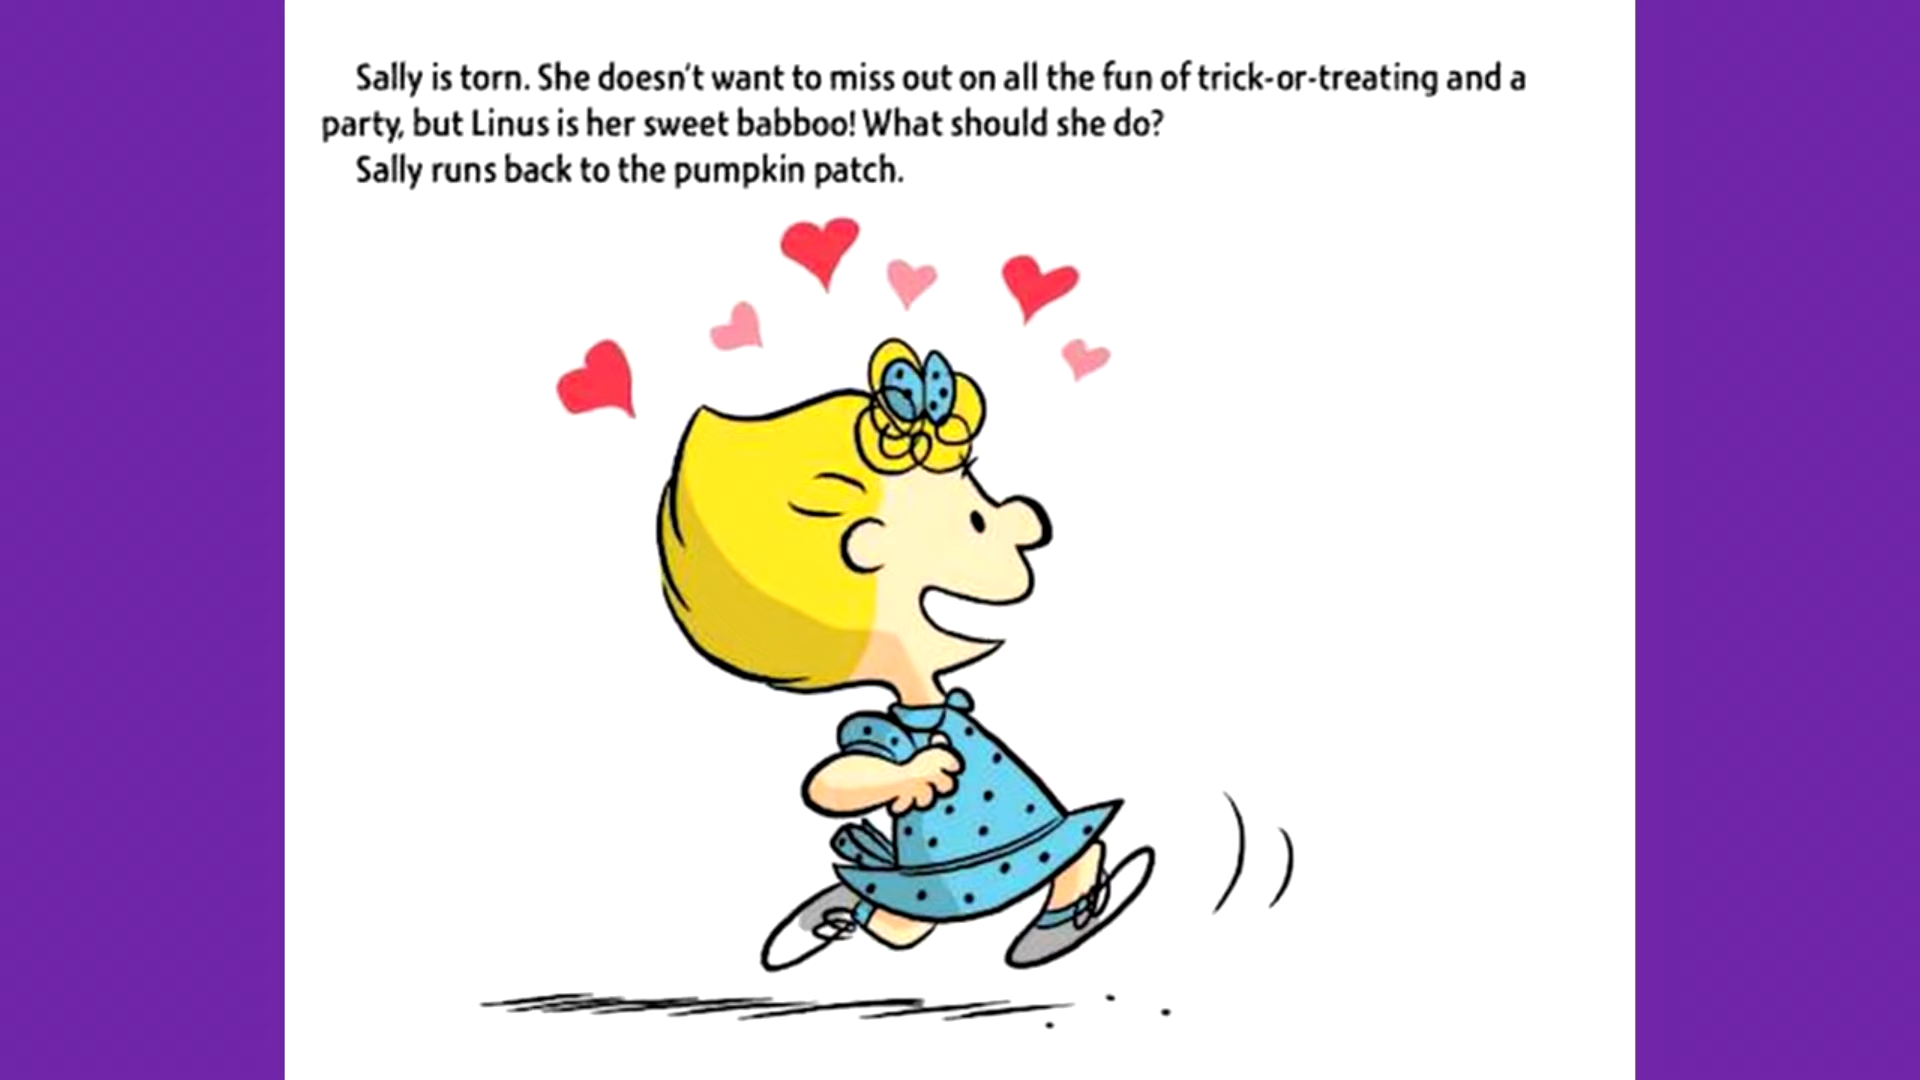 Sally is torn. She doesn't want to miss out on all the fun of trick-or-treating and a
party, but Linus is her sweet babboo! What should she do?
Sally runs back to the pumpkin patch.